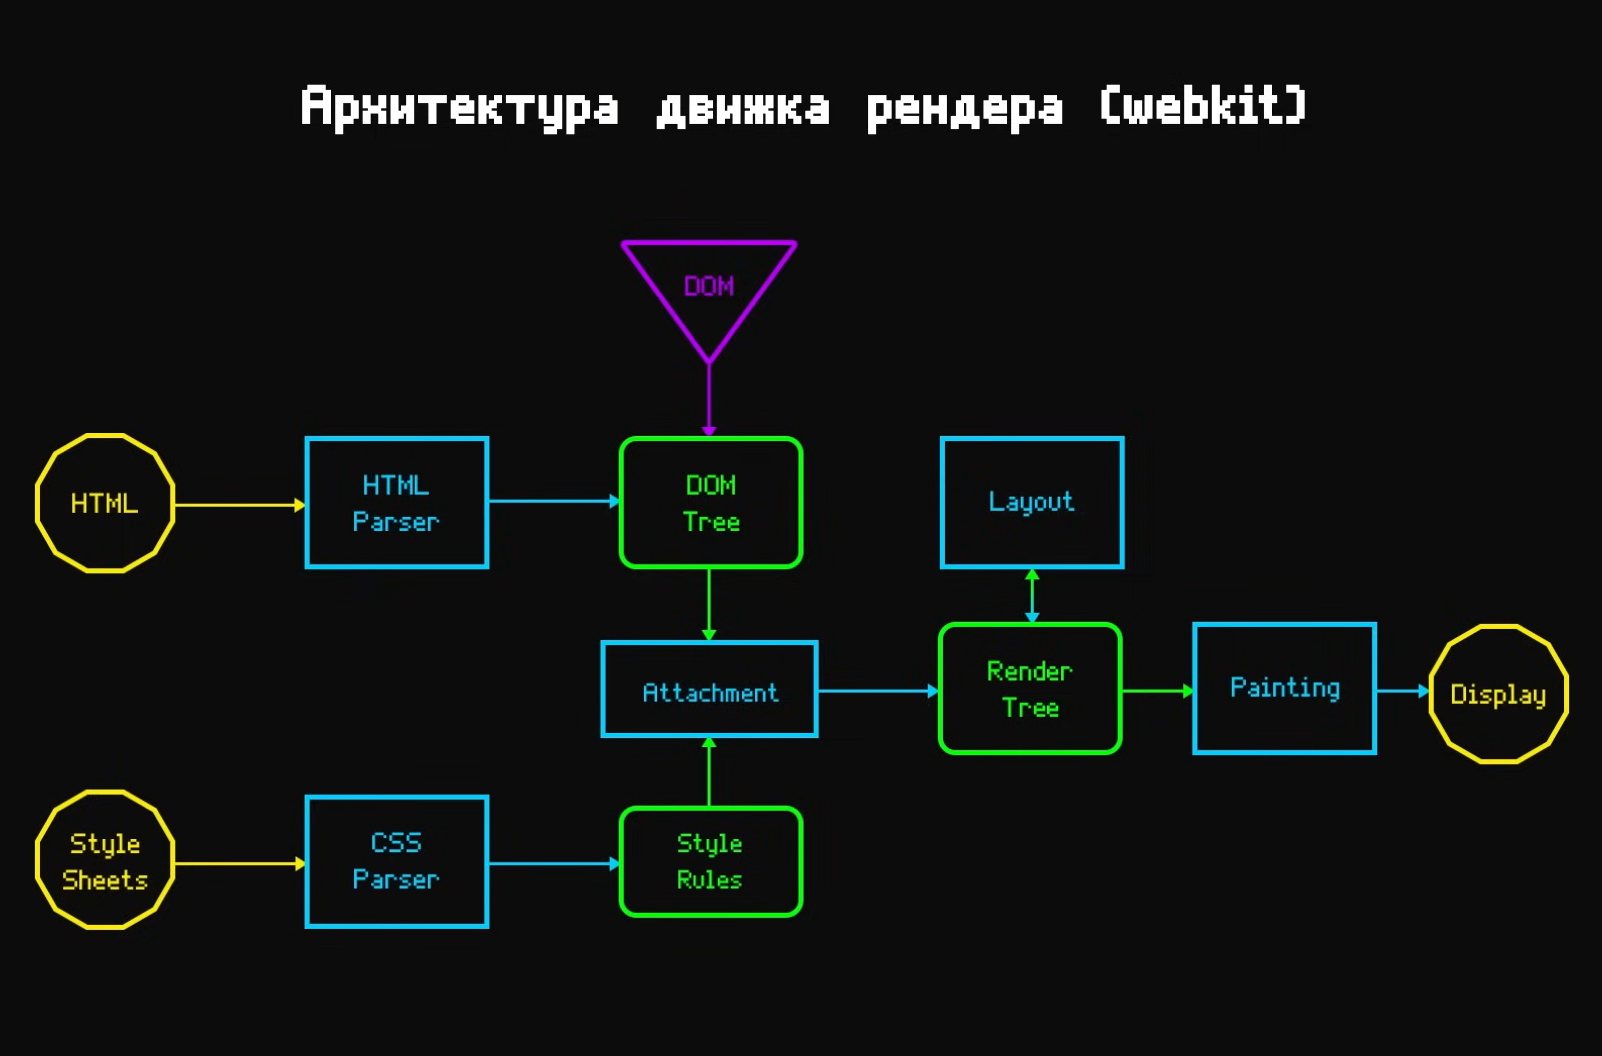 Архитектура движка рендера (webkit)
DOM
HTML
HTML
Parser
DOM
Tree
Layout
Attachment
Render
Tree
Painting
Display
Style
Sheets
CSS
Parser
Style
Rules